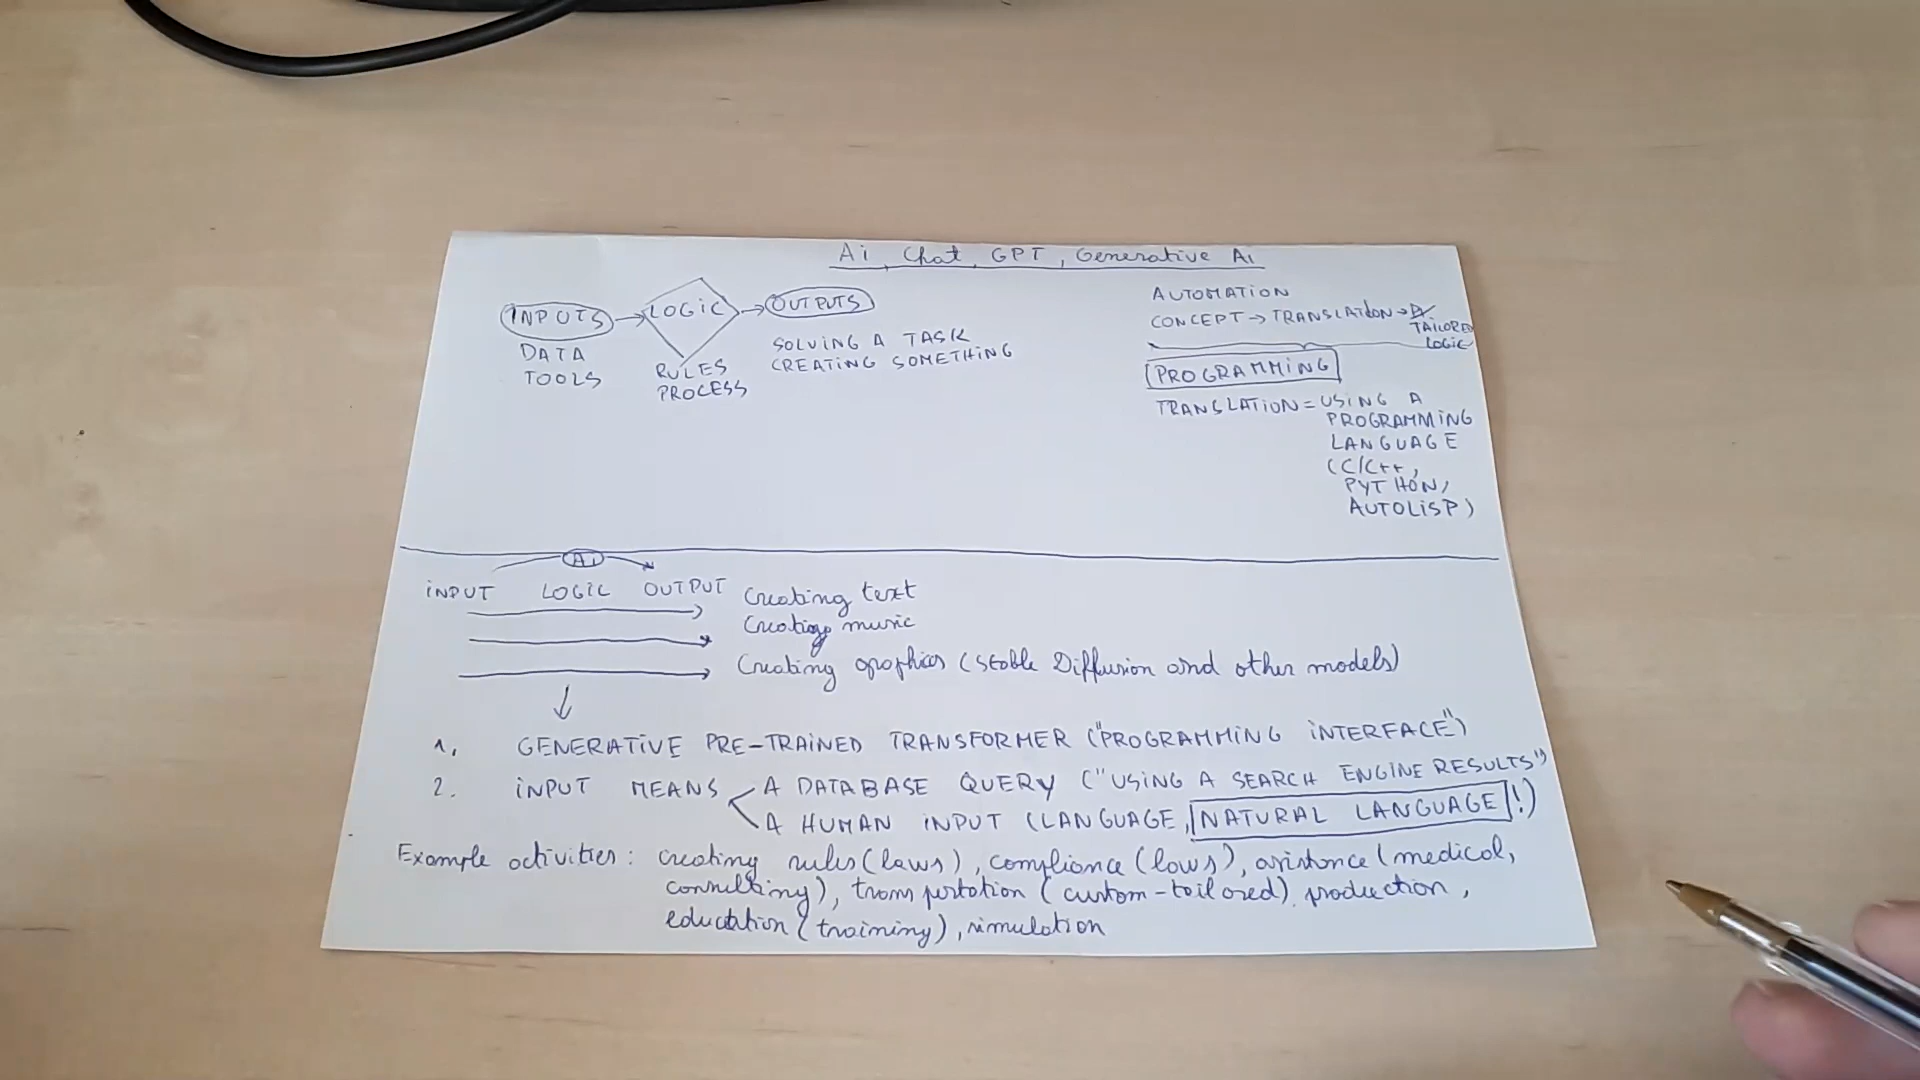 Ai, Chat GPT, Generative Ai
INPUTS → LOGIC → OUTPUTS
DATA
TOOLS
RULES
PROCESS
SOLVING A TASK
CREATING SOMETHING
AUTOMATION
CONCEPT → TRANSLATION →
TAILORED
LOGIC
PROGRAMMING
TRANSLATION = USING A
PROGRAMMING
LANGUAGE
(C/C++,
PYTHON,
AUTOLISP)
Ai
INPUT LOGIC OUTPUT
Creating text
Creating music
Creating graphics (Stable Diffusion and other models)
1. GENERATIVE PRE-TRAINED TRANSFORMER ("PROGRAMMING INTERFACE")
2. INPUT MEANS
A DATABASE QUERY ("USING A SEARCH ENGINE RESULTS")
A HUMAN INPUT (LANGUAGE, NATURAL LANGUAGE!)
Example activities: creating rules (laws), compliance (laws), asistance (medical,
consulting), transportation (custom-tailored), production,
education (training), simulation